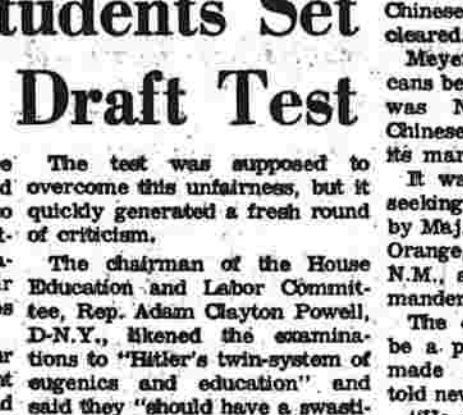 tudents Set
Draft Test
The test was supposed to
overcome this unfairness, but it
quickly generated a fresh round
of criticism.
The chairman of the House
Education and Labor Commit-
tee, Rep. Adam Clayton Powell,
D-N.Y., likened the examina-
tions to "Hitler's twin-system of
eugenics and education" and
said they "should have a swasti-
Chinese
cleared.
Meye
cans be
was N
Chinese
its mar
It wa
seeking
by Maj.
Orange,
N.M., a
mander
The
be a p
made
told nev